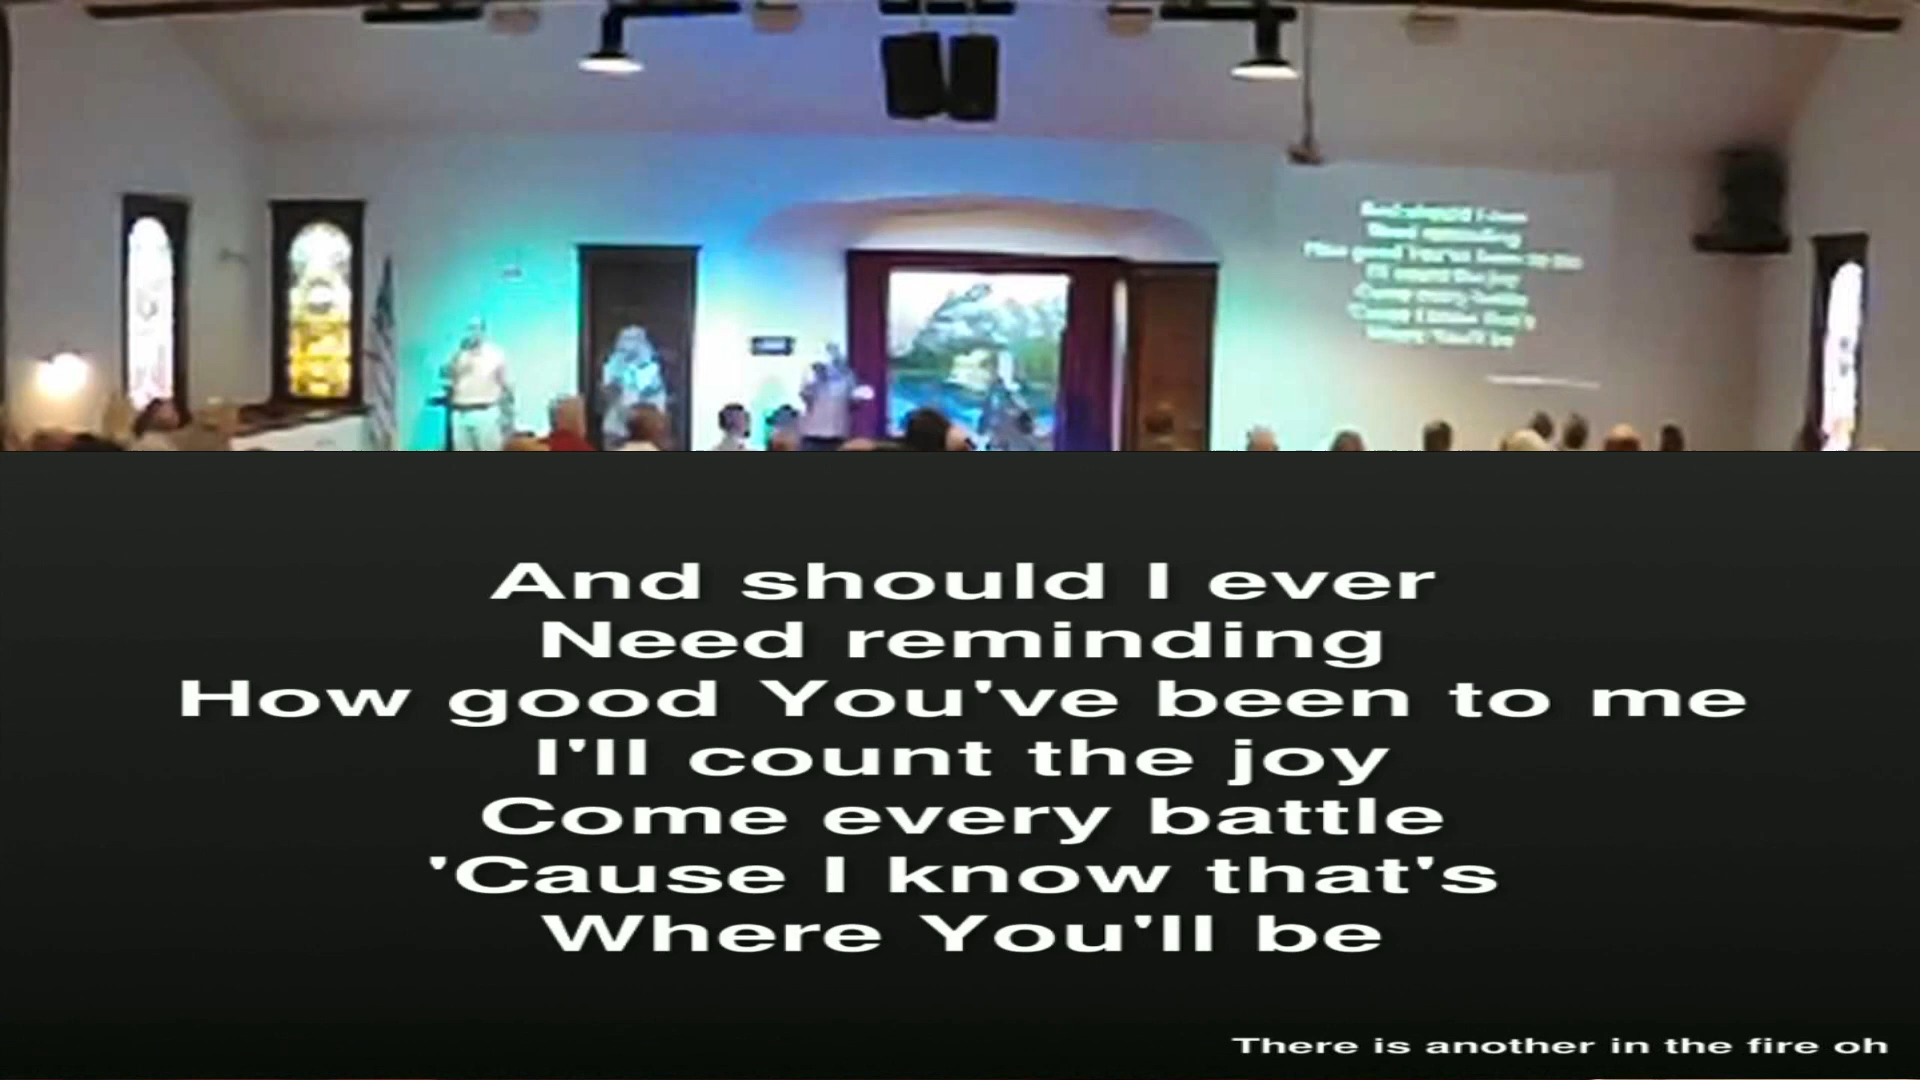 And should I ever
Need reminding
How good You've been to me
I'll count the joy
Come every battle
'Cause I know that's
Where You'll be
There is another in the fire oh